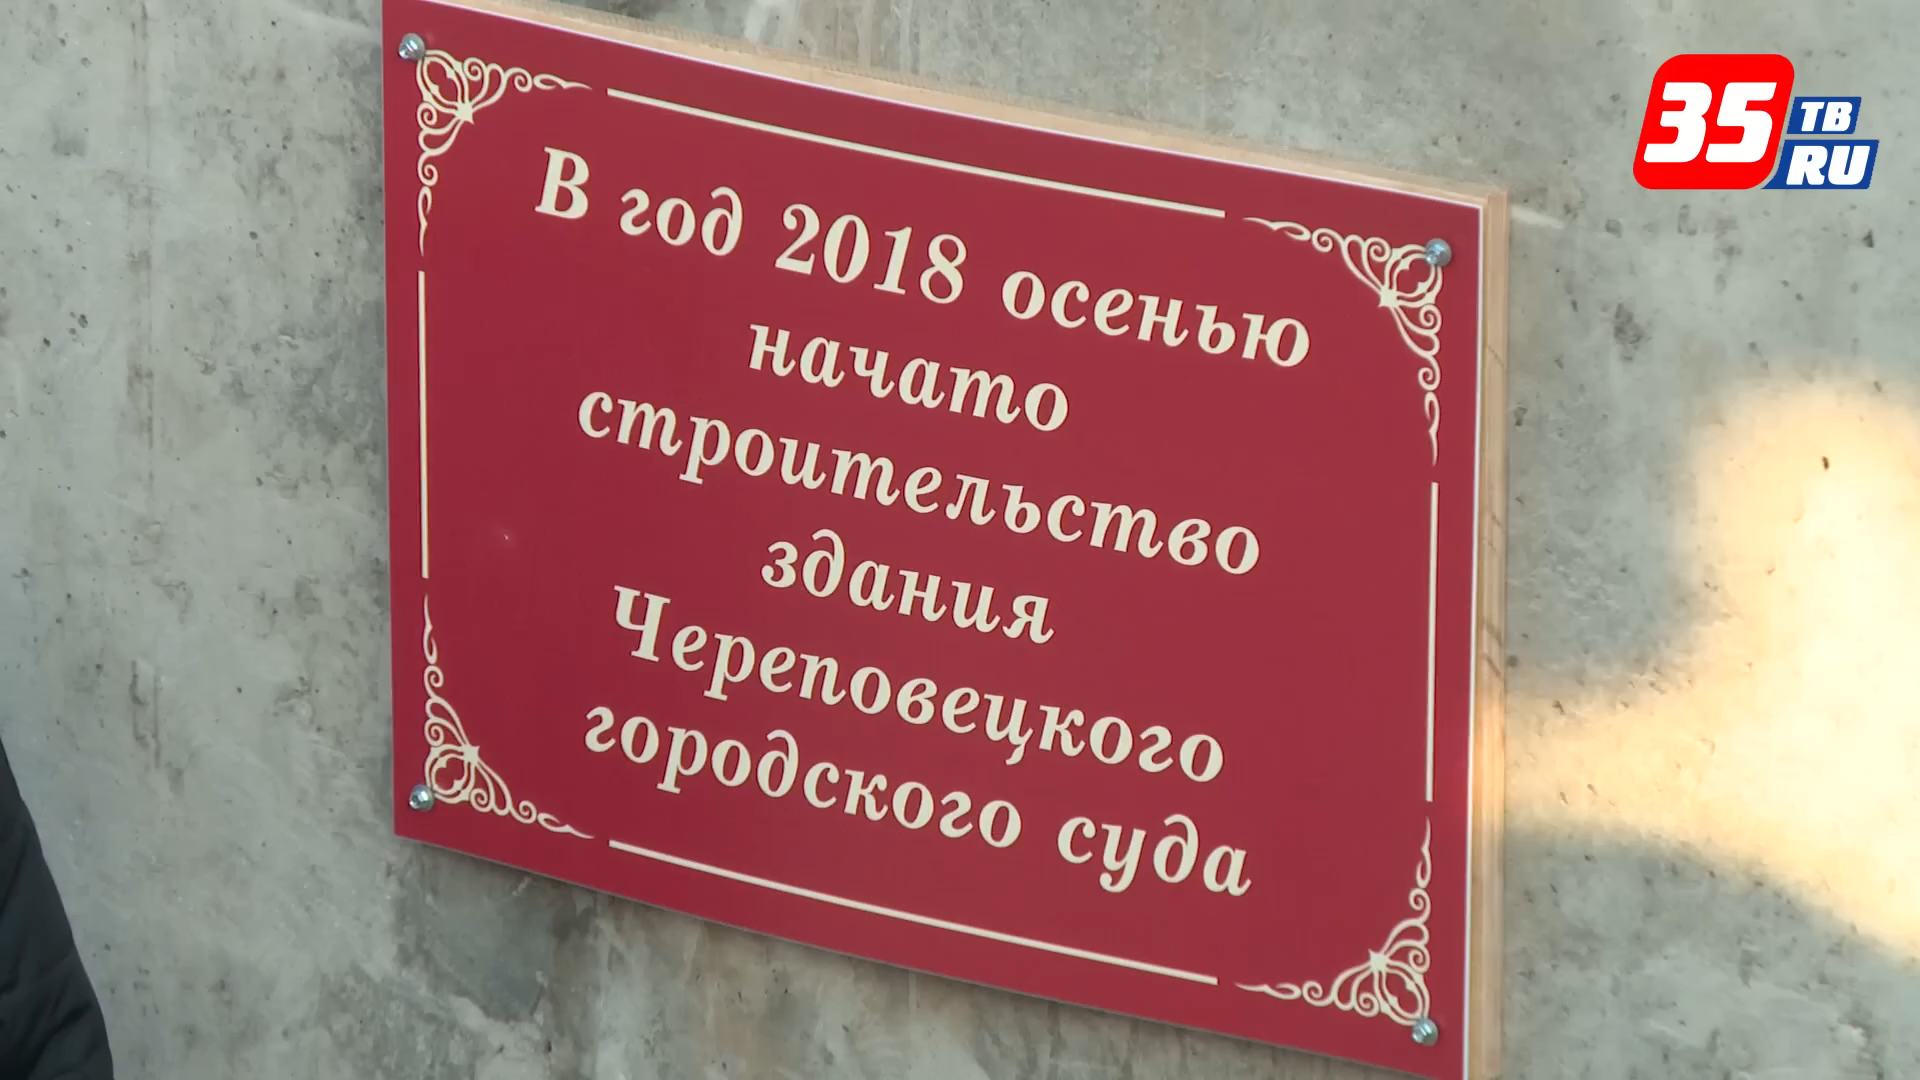 В год 2018 осенью
начато
строительство
здания
Череповецкого
городского суда
35
ТВ
RU